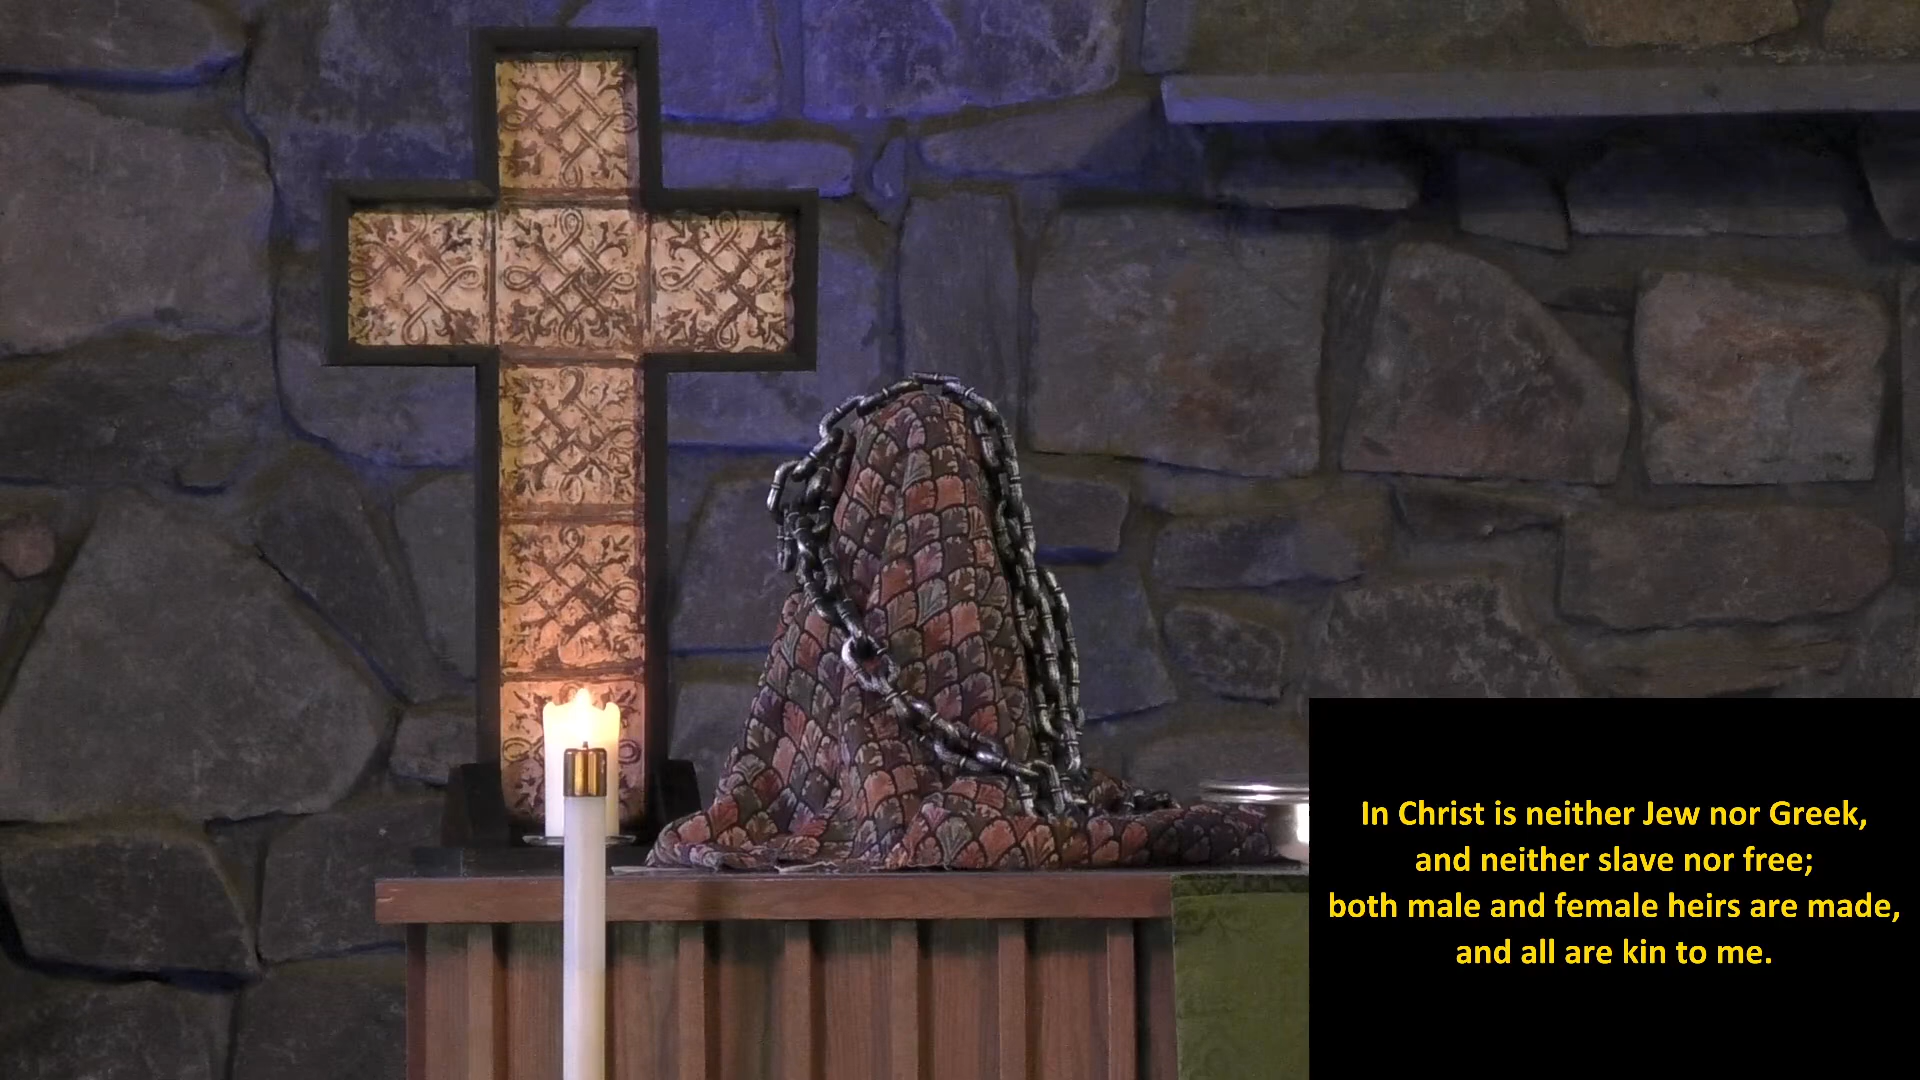 In Christ is neither Jew nor Greek,
and neither slave nor free;
both male and female heirs are made,
and all are kin to me.